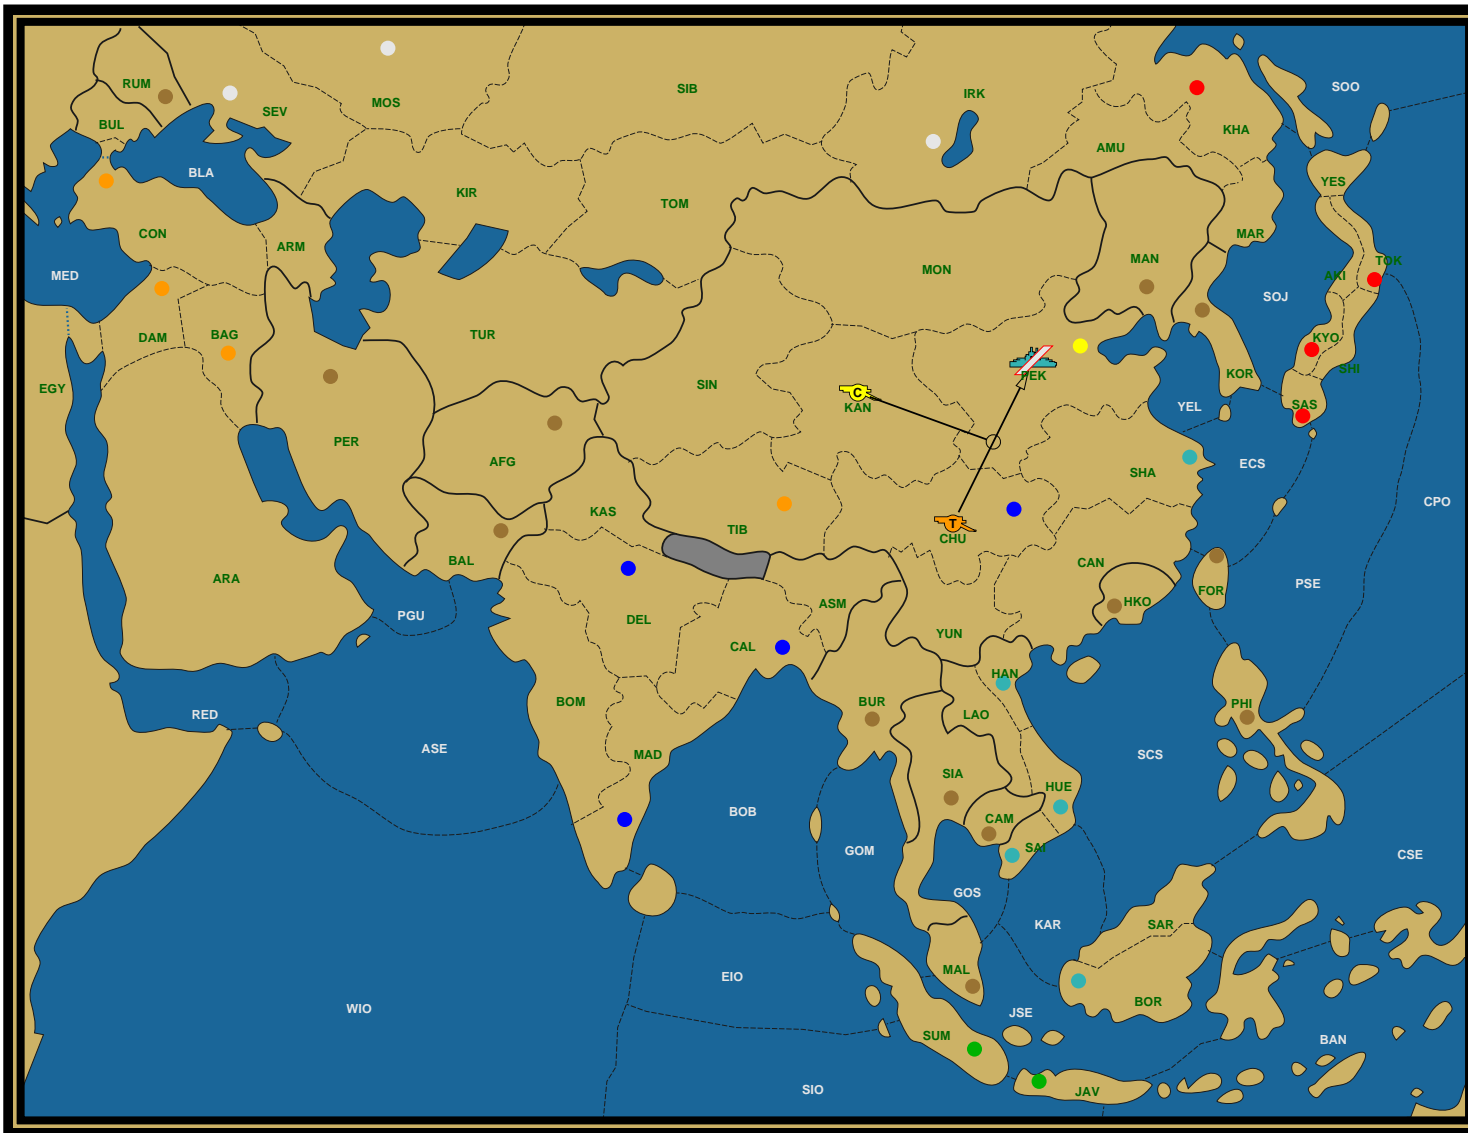 RUM
SEV
MOS
SIB
IRK
SOO
BUL
KHA
AMU
BLA
KIR
TOM
YES
CON
ARM
MAR
MED
MON
MAN
TOK
AKI
SOJ
DAM
BAG
TUR
KYO
SHI
EGY
SIN
PEK
KOR
C
KAN
YEL
SAS
PER
AFG
SHA
ECS
CPO
KAS
TIB
T
CHU
BAL
CAN
ARA
PSE
FOR
PGU
DEL
ASM
HKO
CAL
YUN
HAN
BOM
BUR
LAO
PHI
RED
ASE
MAD
SCS
SIA
HUE
BOB
CAM
GOM
SAI
CSE
GOS
KAR
SAR
MAL
EIO
BOR
WIO
JSE
SUM
BAN
SIO
JAV